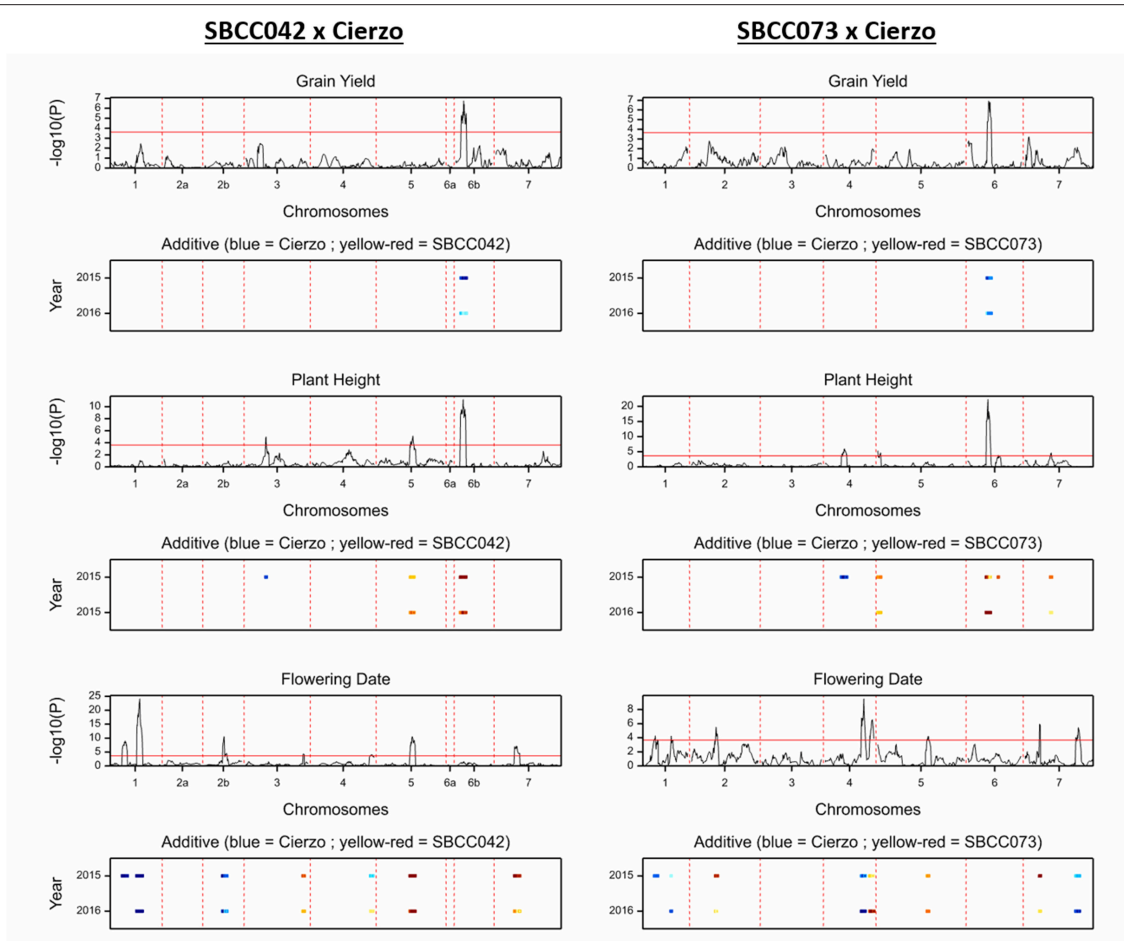 SBCC042 x Cierzo
SBCC073 x Cierzo
Grain Yield
-log10(P)
7
6
5
4
3
2
1
0
1 2a 2b 3 4 5 6a 6b 7
Chromosomes
Additive (blue = Cierzo ; yellow-red = SBCC042)
Year
2015
2016
Plant Height
-log10(P)
10
8
6
4
2
0
1 2a 2b 3 4 5 6a 6b 7
Chromosomes
Additive (blue = Cierzo ; yellow-red = SBCC042)
Year
2015
2015
Flowering Date
-log10(P)
25
20
15
10
5
0
1 2a 2b 3 4 5 6a 6b 7
Chromosomes
Additive (blue = Cierzo ; yellow-red = SBCC042)
Year
2015
2016
Grain Yield
7
6
5
4
3
2
1
0
1 2 3 4 5 6 7
Chromosomes
Additive (blue = Cierzo ; yellow-red = SBCC073)
2015
2016
Plant Height
20
15
10
5
0
1 2 3 4 5 6 7
Chromosomes
Additive (blue = Cierzo ; yellow-red = SBCC073)
2015
2016
Flowering Date
8
6
4
2
0
1 2 3 4 5 6 7
Chromosomes
Additive (blue = Cierzo ; yellow-red = SBCC073)
2015
2016